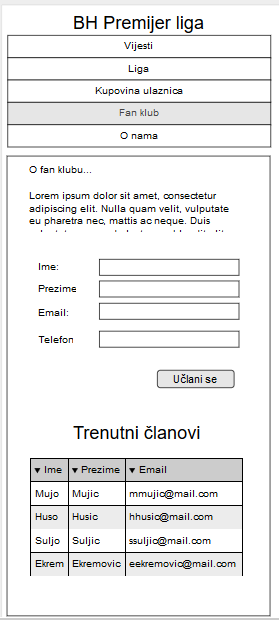 BH Premijer liga
Vijesti
Liga
Kupovina ulaznica
Fan klub
O nama
O fan klubu...
Lorem ipsum dolor sit amet, consectetur
adipiscing elit. Nulla quam velit, vulputate
eu pharetra nec, mattis ac neque. Duis
Ime:
Prezime
Email:
Telefon
Učlani se
Trenutni članovi
▼ Ime ▼ Prezime ▼ Email
Mujo Mujic mmujic@mail.com
Huso Husic hhusic@mail.com
Suljo Suljic ssuljic@mail.com
Ekrem Ekremovic eekremovic@mail.com